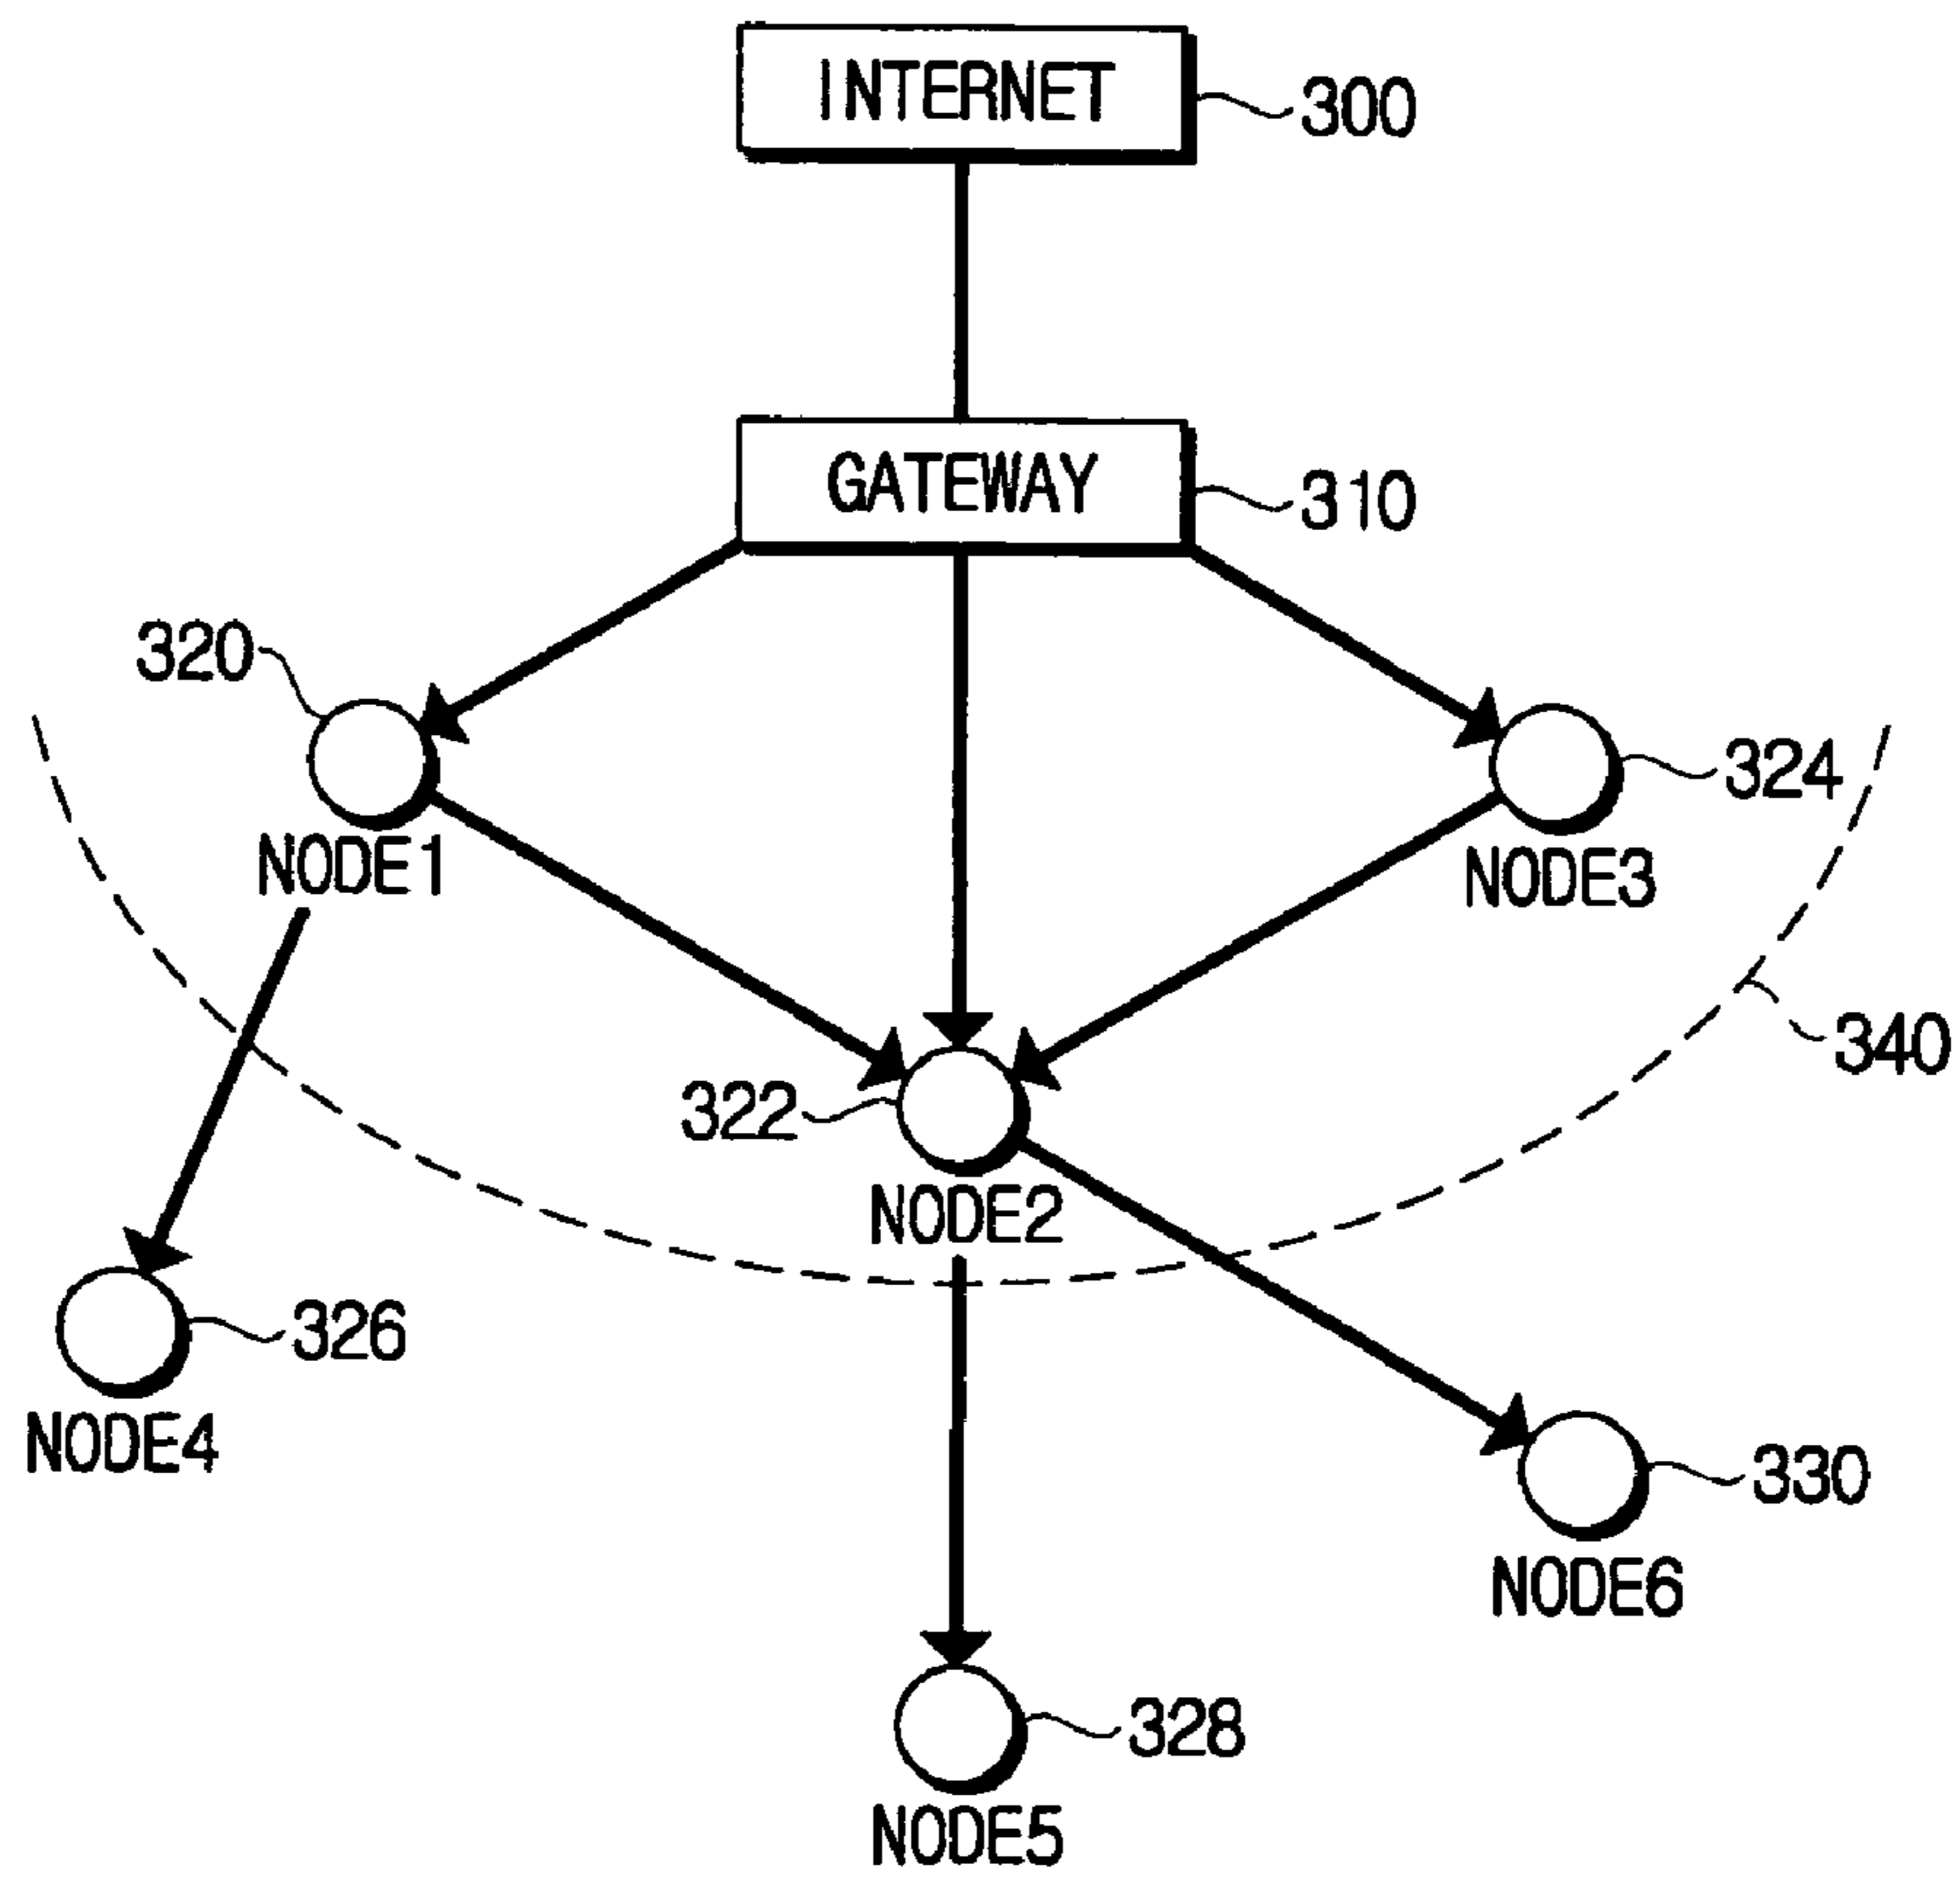 INTERNET
300
GATEWAY
310
320
324
NODE1
NODE3
340
322
NODE2
326
NODE4
330
NODE6
328
NODE5